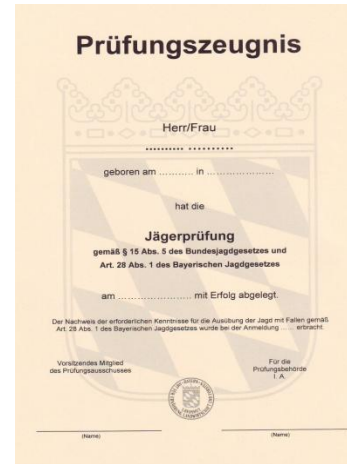 Prüfungszeugnis
Herr/Frau
.......... ..........
geboren am .......... in ....................
hat die
Jägerprüfung
gemäß § 15 Abs. 5 des Bundesjagdgesetzes und
Art. 28 Abs. 1 des Bayerischen Jagdgesetzes
am ...................... mit Erfolg abgelegt.
Der Nachweis der erforderlichen Kenntnisse für die Ausübung der Jagd mit Fallen gemäß
Art. 28 Abs. 1 des Bayerischen Jagdgesetzes wurde bei der Anmeldung ...... erbracht.
Vorsitzendes Mitglied
des Prüfungsausschusses
Für die
Prüfungsbehörde
I. A.
(Name)
(Name)